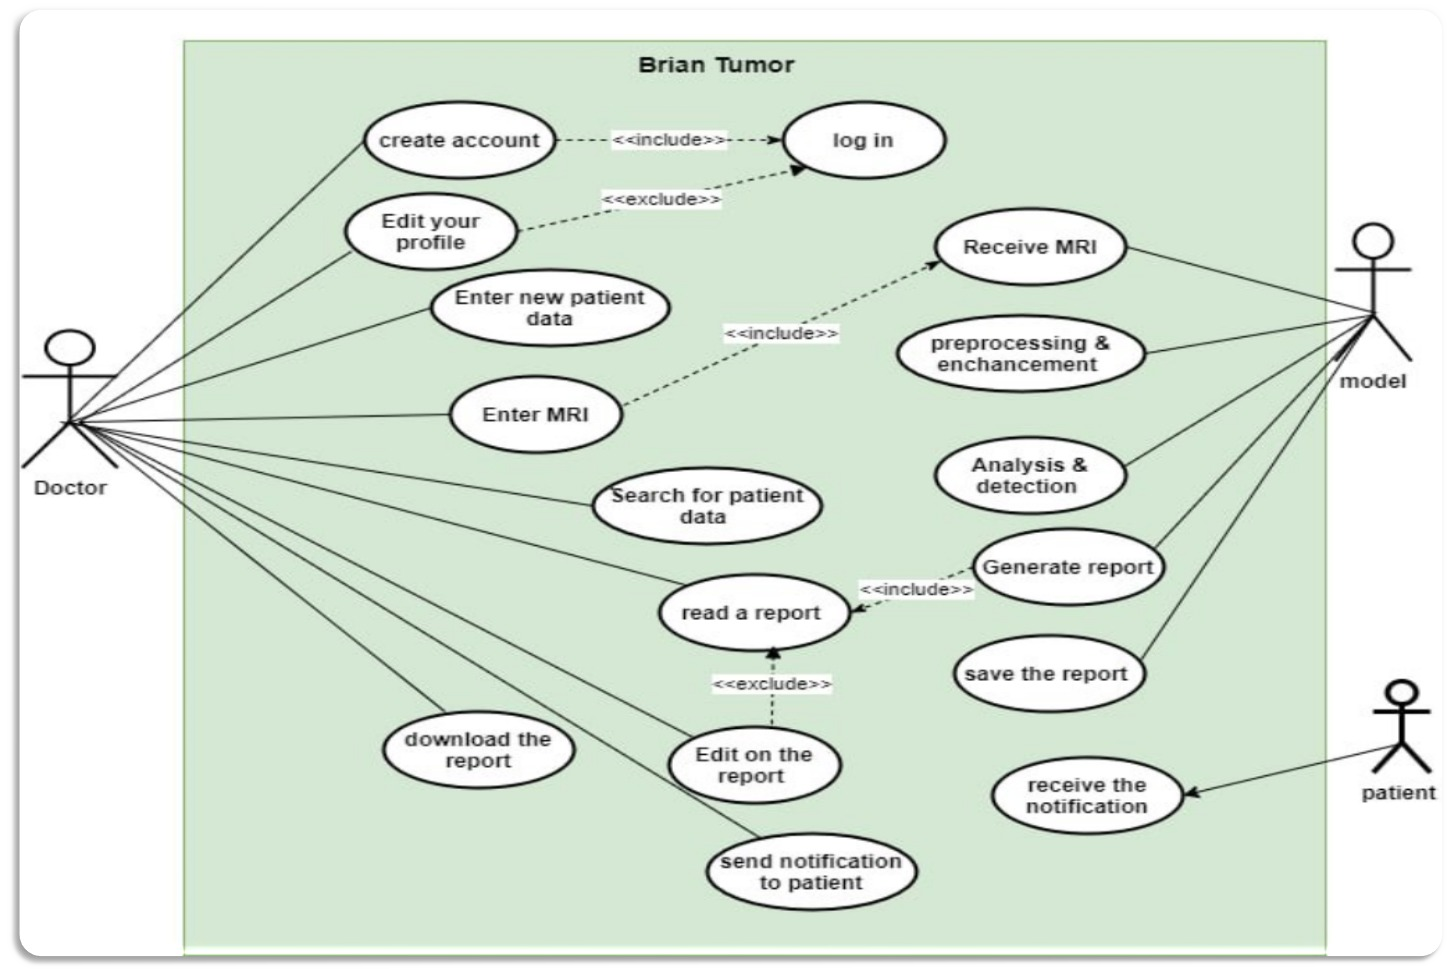 Brian Tumor
create account
<<include>>
log in
<<exclude>>
Edit your
profile
Receive MRI
Enter new patient
data
<<include>>
preprocessing &
enchancement
model
Enter MRI
Doctor
Analysis &
detection
Search for patient
data
Generate report
<<include>>
read a report
save the report
<<exclude>>
download the
report
Edit on the
report
receive the
notification
patient
send notification
to patient